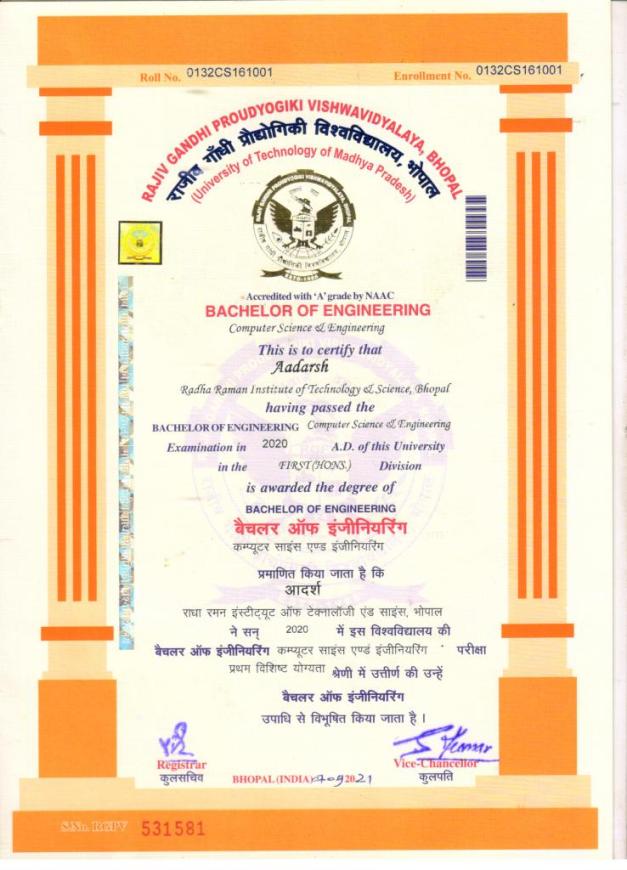 Roll No. 0132CS161001
Enrollment No. 0132CS161001
RAJIV GANDHI PROUDYOGIKI VISHWAVIDYALAYA, BHOPAL
राजीव गाँधी प्रौद्योगिकी विश्वविद्यालय, भोपाल
(University of Technology of Madhya Pradesh)
Accredited with 'A' grade by NAAC
BACHELOR OF ENGINEERING
Computer Science & Engineering
This is to certify that
Aadarsh
Radha Raman Institute of Technology & Science, Bhopal
having passed the
BACHELOR OF ENGINEERING Computer Science & Engineering
Examination in 2020 A.D. of this University
in the FIRST(HONS.) Division
is awarded the degree of
BACHELOR OF ENGINEERING
बैचलर ऑफ इंजीनियरिंग
कम्प्यूटर साइंस एण्ड इंजीनियरिंग
प्रमाणित किया जाता है कि
आदर्श
राधा रमन इंस्टीट्यूट ऑफ टेक्नालॉजी एंड साइंस, भोपाल
ने सन् 2020 में इस विश्वविद्यालय की
बैचलर ऑफ इंजीनियरिंग कम्प्यूटर साइंस एण्ड इंजीनियरिंग परीक्षा
प्रथम विशिष्ट योग्यता श्रेणी में उत्तीर्ण की उन्हें
बैचलर ऑफ इंजीनियरिंग
उपाधि से विभूषित किया जाता है ।
Registrar
कुलसचिव
Vice-Chancellor
कुलपति
BHOPAL (INDIA) 2021
S.No. RGPV 531581